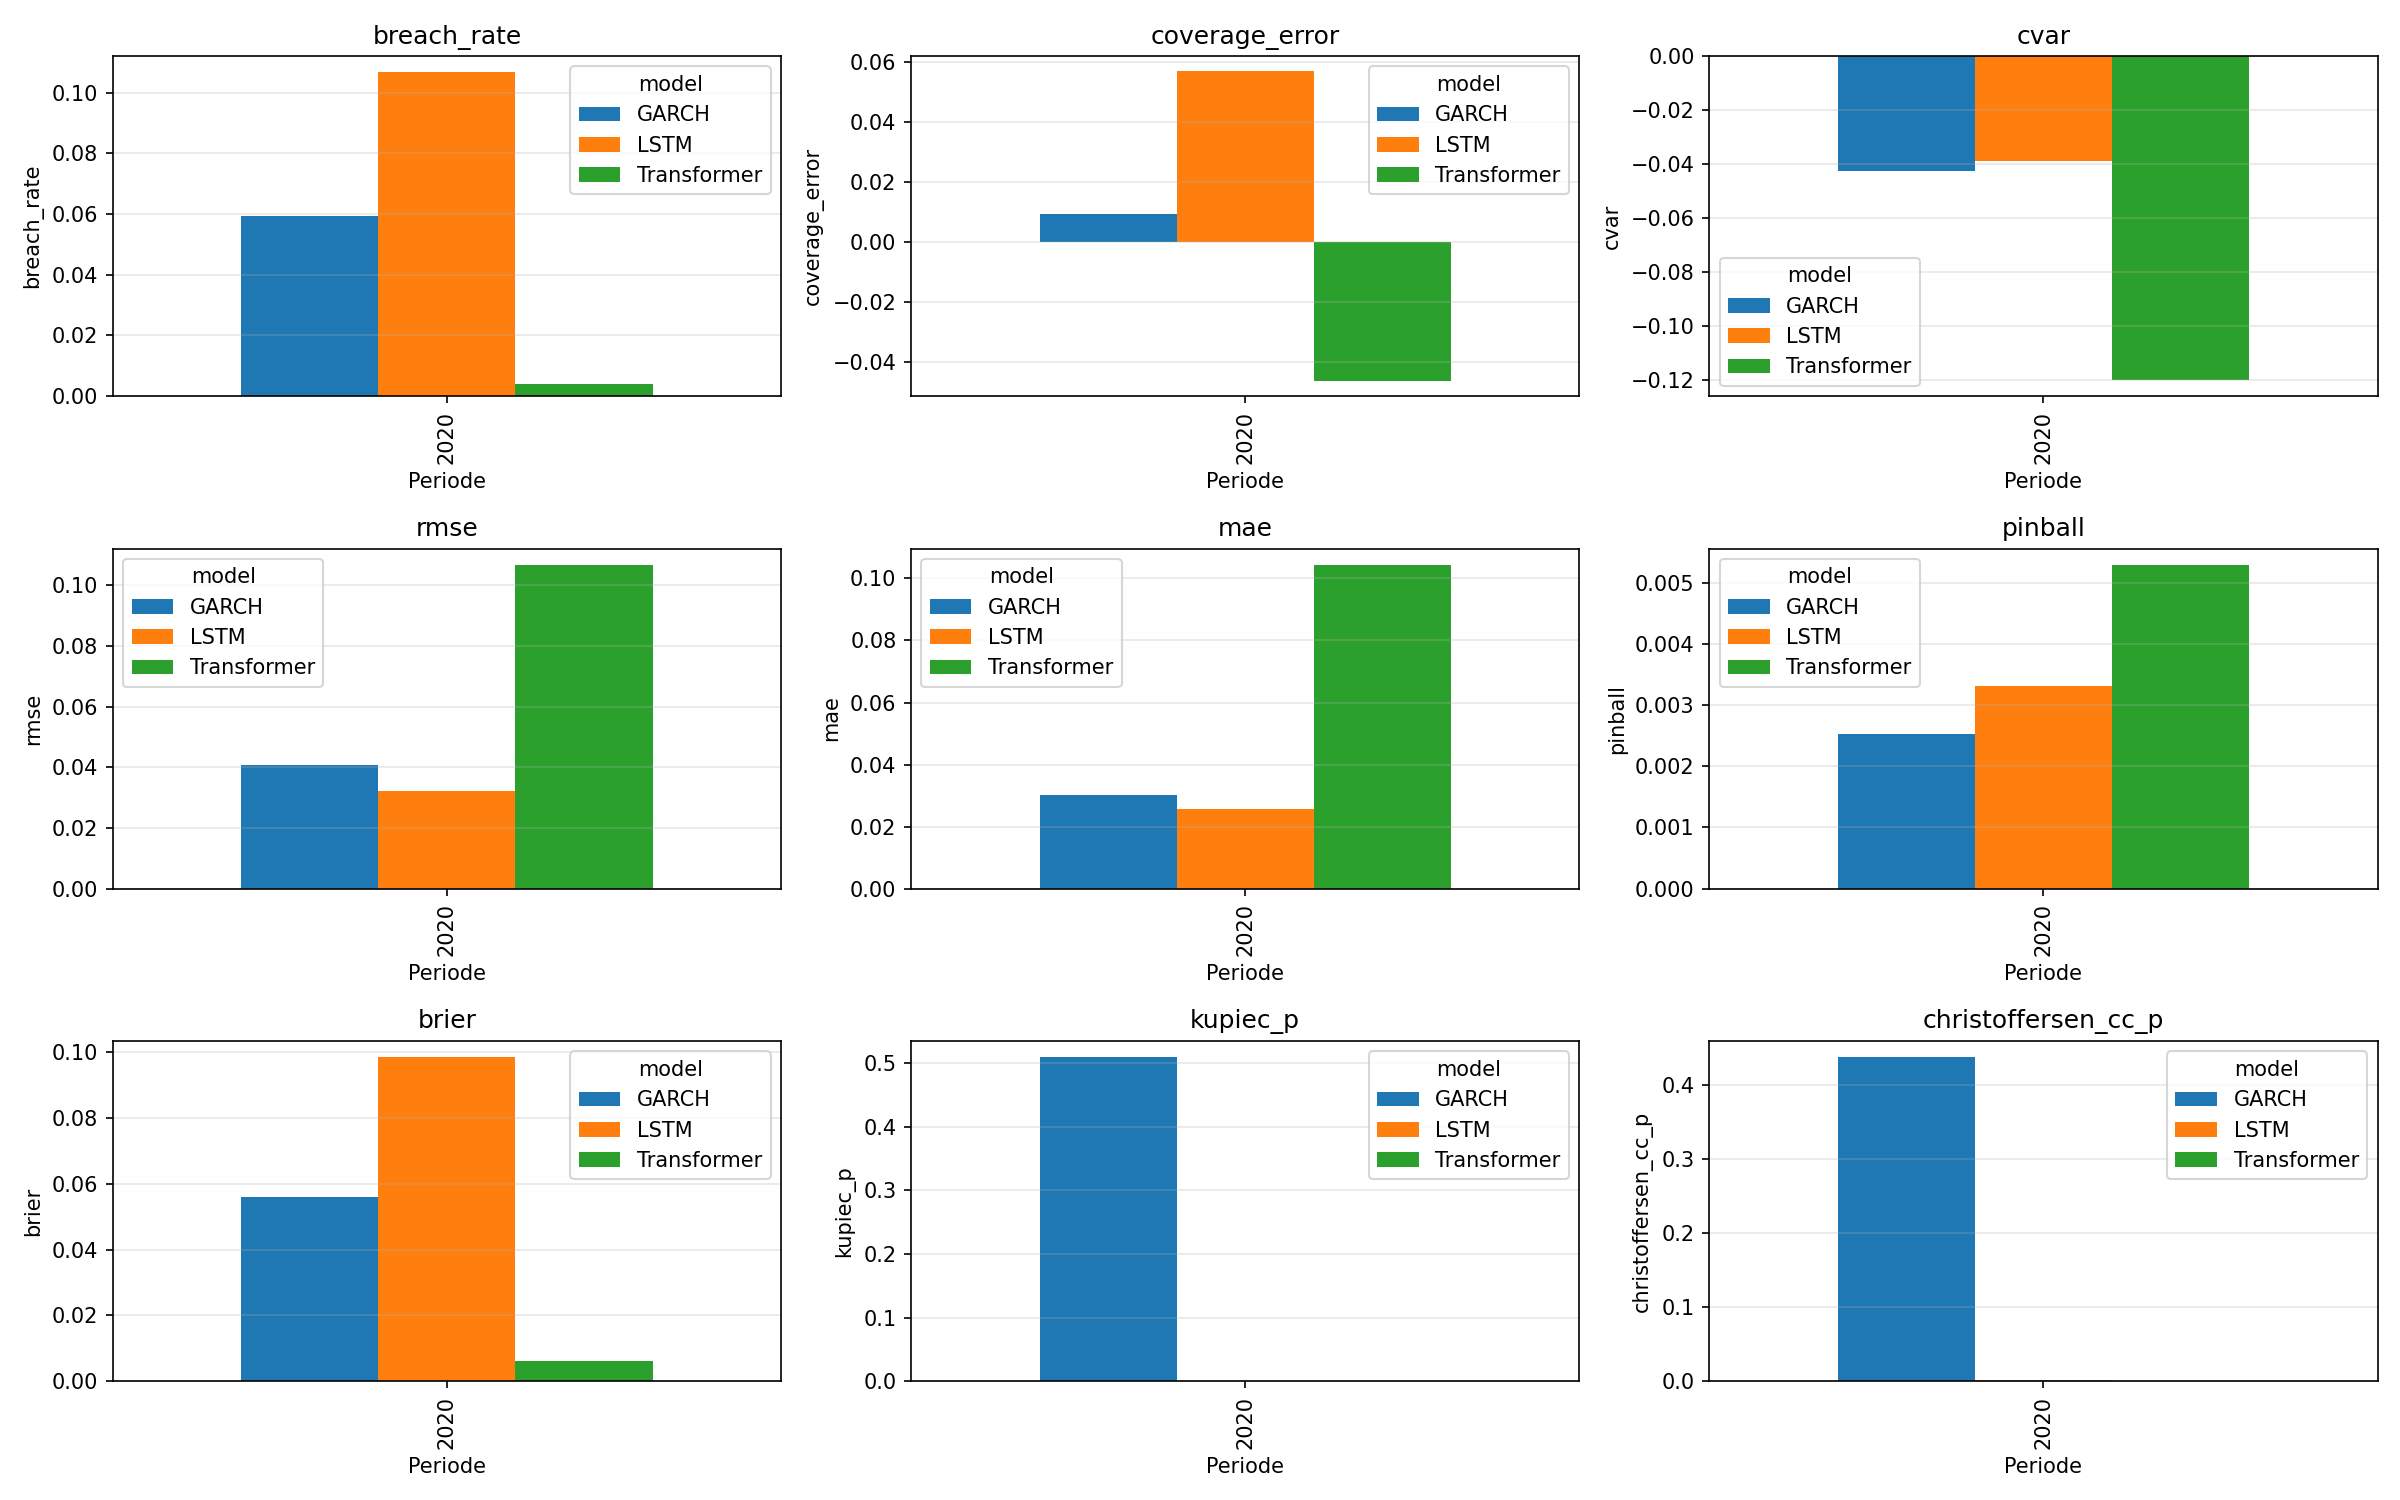 breach_rate
breach_rate
0.10
0.08
0.06
0.04
0.02
0.00
model
GARCH
LSTM
Transformer
2020
Periode
coverage_error
coverage_error
0.06
0.04
0.02
0.00
−0.02
−0.04
model
GARCH
LSTM
Transformer
2020
Periode
cvar
cvar
0.00
−0.02
−0.04
−0.06
−0.08
−0.10
−0.12
model
GARCH
LSTM
Transformer
2020
Periode
rmse
rmse
0.10
0.08
0.06
0.04
0.02
0.00
model
GARCH
LSTM
Transformer
2020
Periode
mae
mae
0.10
0.08
0.06
0.04
0.02
0.00
model
GARCH
LSTM
Transformer
2020
Periode
pinball
pinball
0.005
0.004
0.003
0.002
0.001
0.000
model
GARCH
LSTM
Transformer
2020
Periode
brier
brier
0.10
0.08
0.06
0.04
0.02
0.00
model
GARCH
LSTM
Transformer
2020
Periode
kupiec_p
kupiec_p
0.5
0.4
0.3
0.2
0.1
0.0
model
GARCH
LSTM
Transformer
2020
Periode
christoffersen_cc_p
christoffersen_cc_p
0.4
0.3
0.2
0.1
0.0
model
GARCH
LSTM
Transformer
2020
Periode